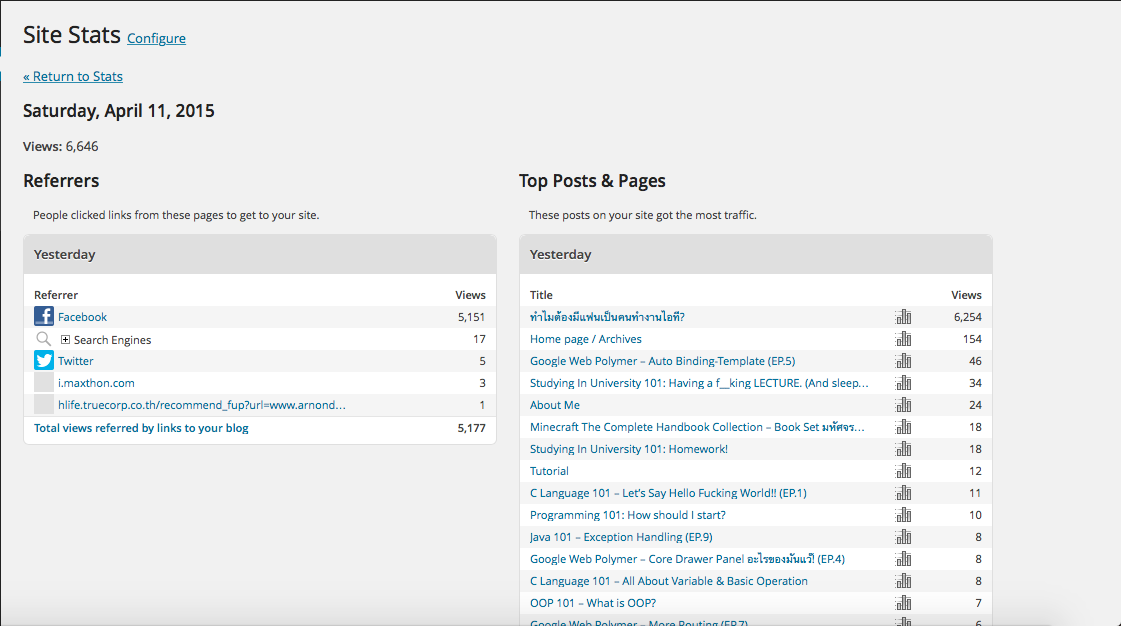 Site Stats Configure
« Return to Stats
Saturday, April 11, 2015
Views: 6,646
Referrers
People clicked links from these pages to get to your site.
Yesterday
Referrer Views
Facebook 5,151
Search Engines 17
Twitter 5
i.maxthon.com 3
hlife.truecorp.co.th/recommend_fup?url=www.arnond… 1
Total views referred by links to your blog 5,177
Top Posts & Pages
These posts on your site got the most traffic.
Yesterday
Title Views
ทำไมต้องมีแฟนเป็นคนทำงานไอที? 6,254
Home page / Archives 154
Google Web Polymer – Auto Binding-Template (EP.5) 46
Studying In University 101: Having a f__king LECTURE. (And sleep… 34
About Me 24
Minecraft The Complete Handbook Collection – Book Set มหัศจร… 18
Studying In University 101: Homework! 18
Tutorial 12
C Language 101 – Let's Say Hello Fucking World!! (EP.1) 11
Programming 101: How should I start? 10
Java 101 – Exception Handling (EP.9) 8
Google Web Polymer – Core Drawer Panel อะไรของมันแว๊! (EP.4) 8
C Language 101 – All About Variable & Basic Operation 8
OOP 101 – What is OOP? 7
Google Web Polymer – More Routing (EP.7) 6